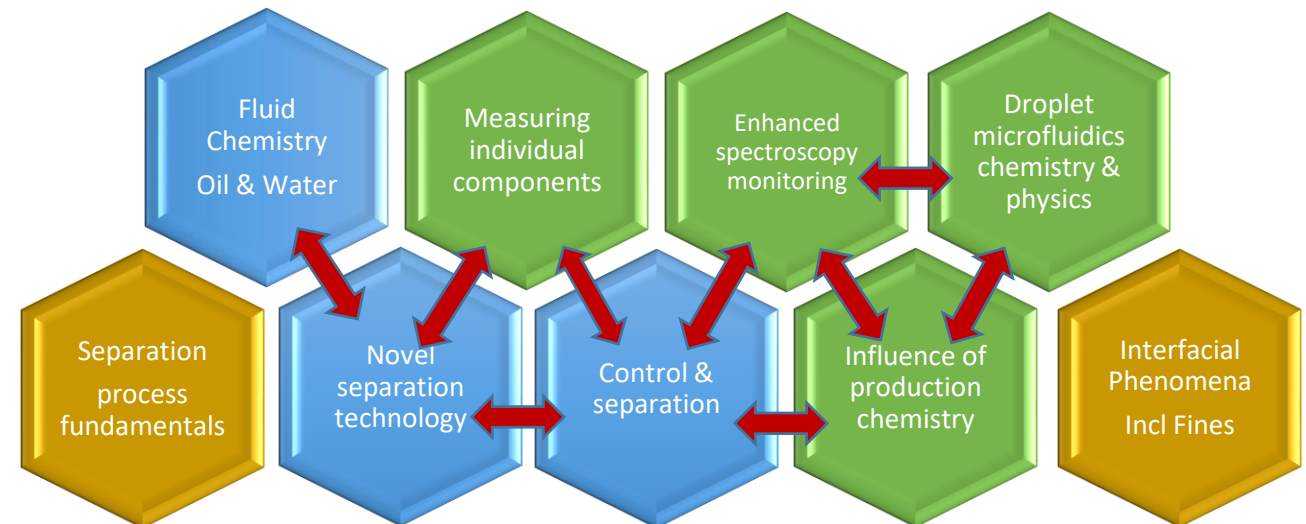 Fluid
Chemistry
Oil & Water
Measuring
individual
components
Enhanced
spectroscopy
monitoring
Droplet
microfluidics
chemistry &
physics
Separation
process
fundamentals
Novel
separation
technology
Control &
separation
Influence of
production
chemistry
Interfacial
Phenomena
Incl Fines